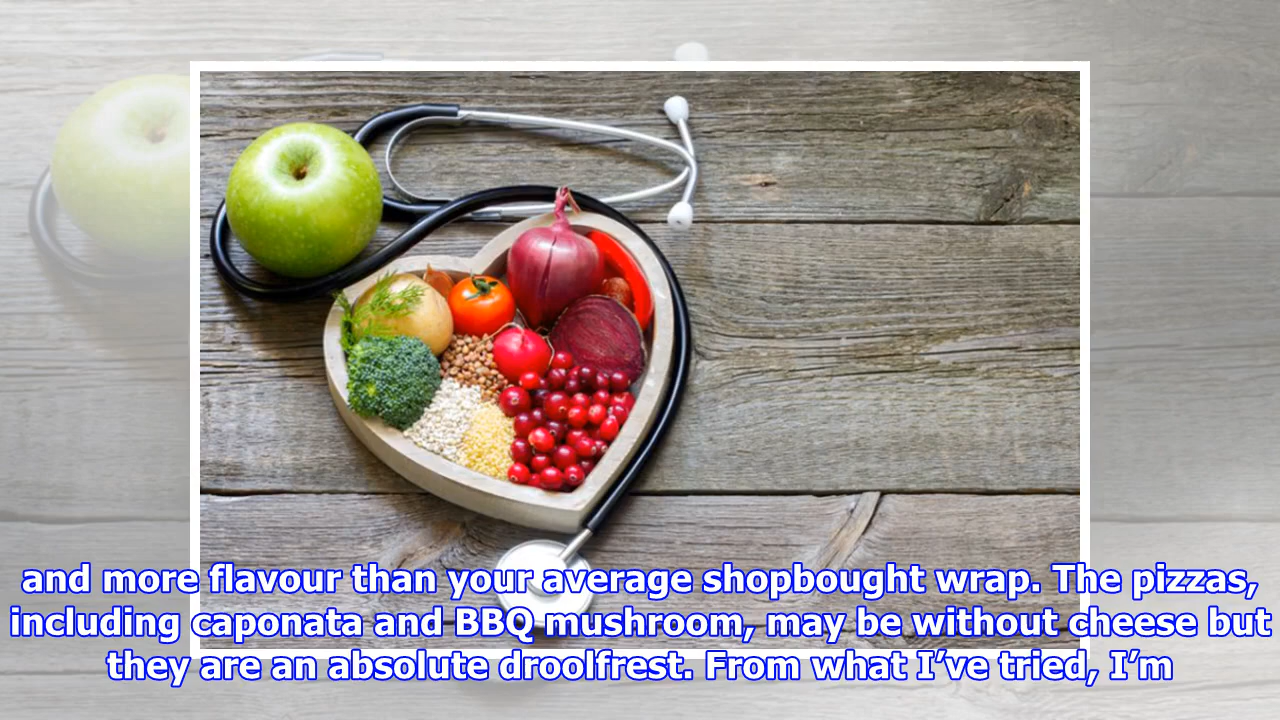 and more flavour than your average shopbought wrap. The pizzas,
including caponata and BBQ mushroom, may be without cheese but
they are an absolute droolfrest. From what I’ve tried, I’m